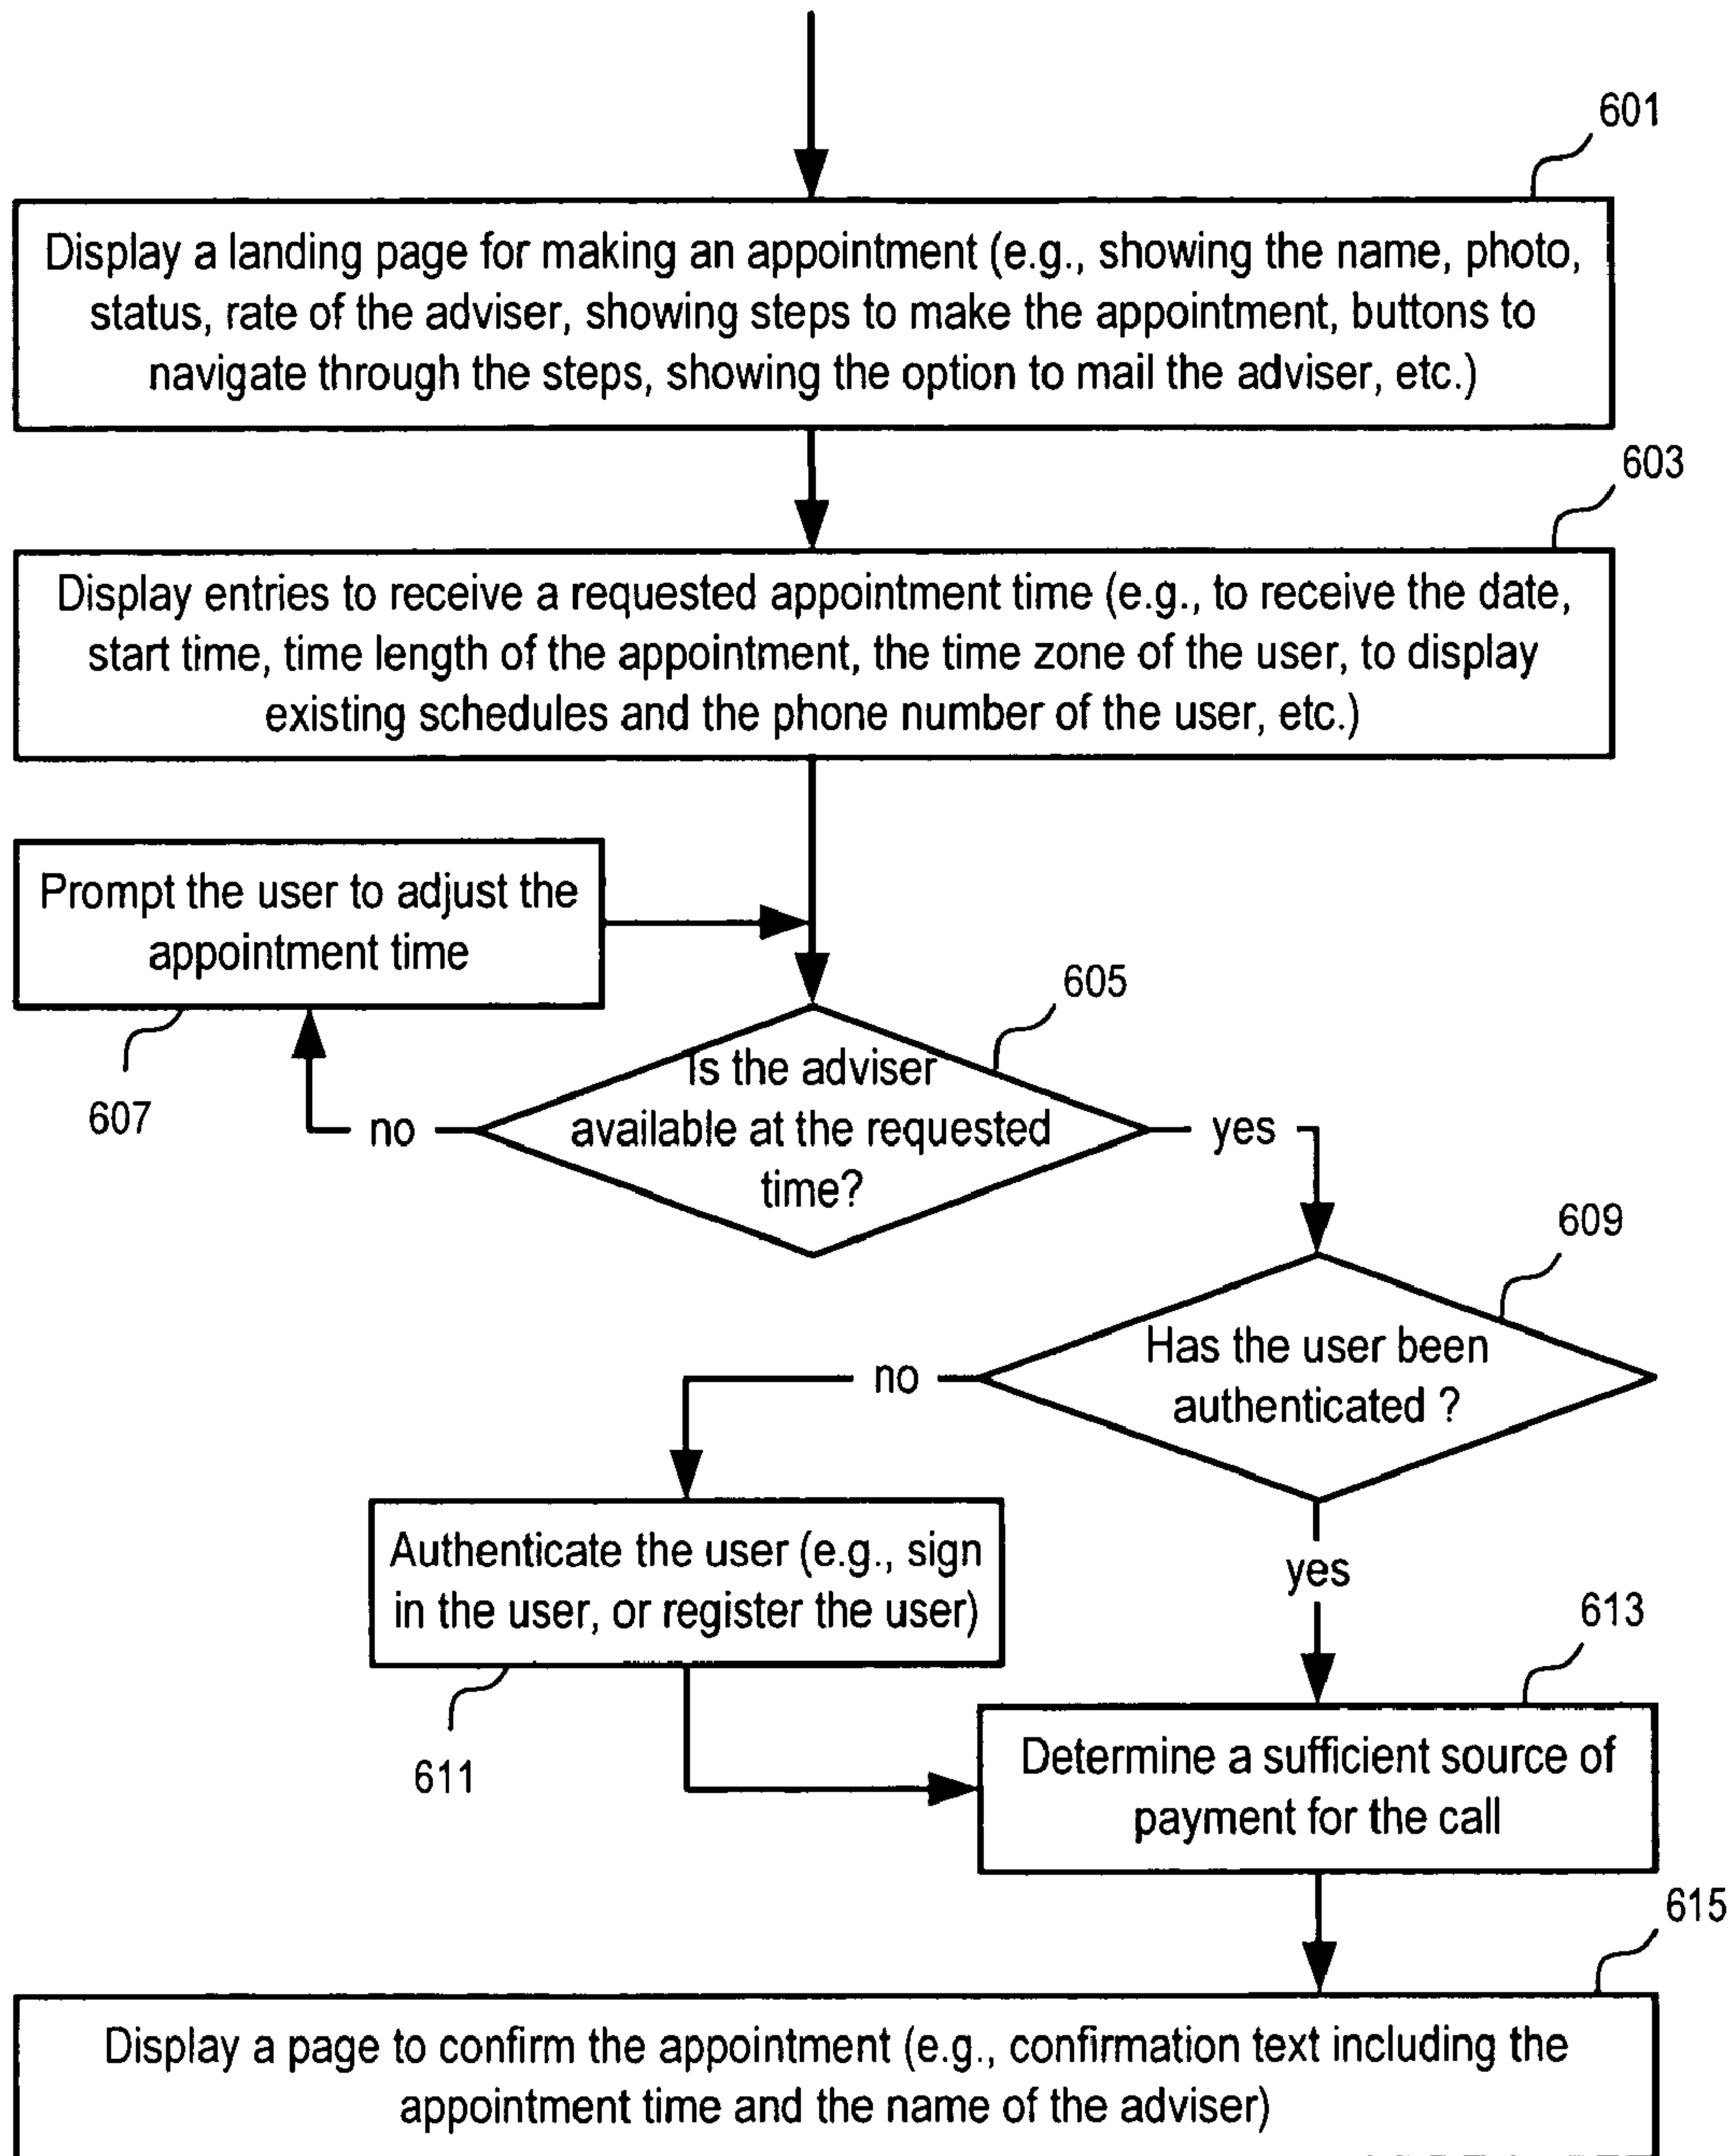 601
Display a landing page for making an appointment (e.g., showing the name, photo,
status, rate of the adviser, showing steps to make the appointment, buttons to
navigate through the steps, showing the option to mail the adviser, etc.)
603
Display entries to receive a requested appointment time (e.g., to receive the date,
start time, time length of the appointment, the time zone of the user, to display
existing schedules and the phone number of the user, etc.)
Prompt the user to adjust the
appointment time
607
605
Is the adviser
available at the requested
time?
no
yes
609
Has the user been
authenticated ?
no
yes
Authenticate the user (e.g., sign
in the user, or register the user)
611
613
Determine a sufficient source of
payment for the call
615
Display a page to confirm the appointment (e.g., confirmation text including the
appointment time and the name of the adviser)